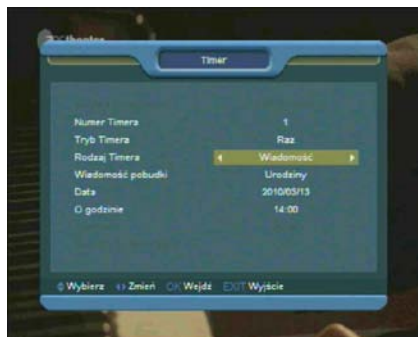 Timer
Numer Timera 1
Tryb Timera Raz
Rodzaj Timera Wiadomość
Wiadomość pobudki Urodziny
Data 2010/03/13
O godzinie 14:00
Wybierz Zmień OK Wejdź EXIT Wyjście